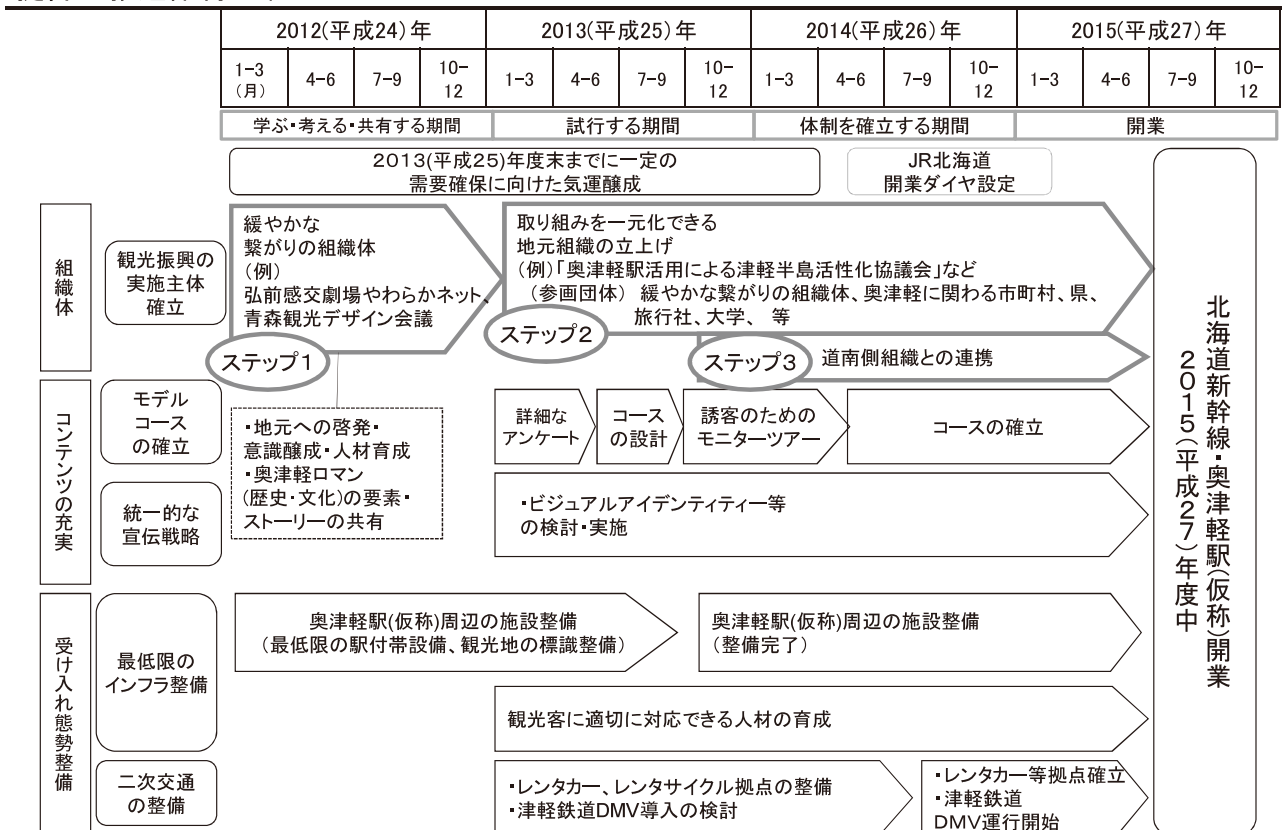 2012(平成24)年
2013(平成25)年
2014(平成26)年
2015(平成27)年
1−3
(月)
4−6
7−9
10−
12
1−3
4−6
7−9
10−
12
1−3
4−6
7−9
10−
12
1−3
4−6
7−9
10−
12
学ぶ・考える・共有する期間
試行する期間
体制を確立する期間
開業
2013(平成25)年度末までに一定の
需要確保に向けた気運醸成
JR北海道
開業ダイヤ設定
組織体
観光振興の
実施主体
確立
緩やかな
繋がりの組織体
(例)
弘前感交劇場やわらかネット、
青森観光デザイン会議
ステップ1
取り組みを一元化できる
地元組織の立上げ
(例)「奥津軽駅活用による津軽半島活性化協議会」など
(参画団体) 緩やかな繋がりの組織体、奥津軽に関わる市町村、県、
旅行社、大学、 等
ステップ2
ステップ3
道南側組織との連携
コンテンツの充実
モデル
コース
の確立
・地元への啓発・
意識醸成・人材育成
・奥津軽ロマン
(歴史・文化)の要素・
ストーリーの共有
詳細な
アンケート
コース
の設計
誘客のための
モニターツアー
コースの確立
統一的な
宣伝戦略
・ビジュアルアイデンティティー等
の検討・実施
受け入れ態勢整備
最低限の
インフラ整備
奥津軽駅(仮称)周辺の施設整備
(最低限の駅付帯設備、観光地の標識整備)
奥津軽駅(仮称)周辺の施設整備
(整備完了)
観光客に適切に対応できる人材の育成
二次交通
の整備
・レンタカー、レンタサイクル拠点の整備
・津軽鉄道DMV導入の検討
・レンタカー等拠点確立
・津軽鉄道
DMV運行開始
北海道新幹線・奥津軽駅(仮称)開業
2015(平成27)年度中